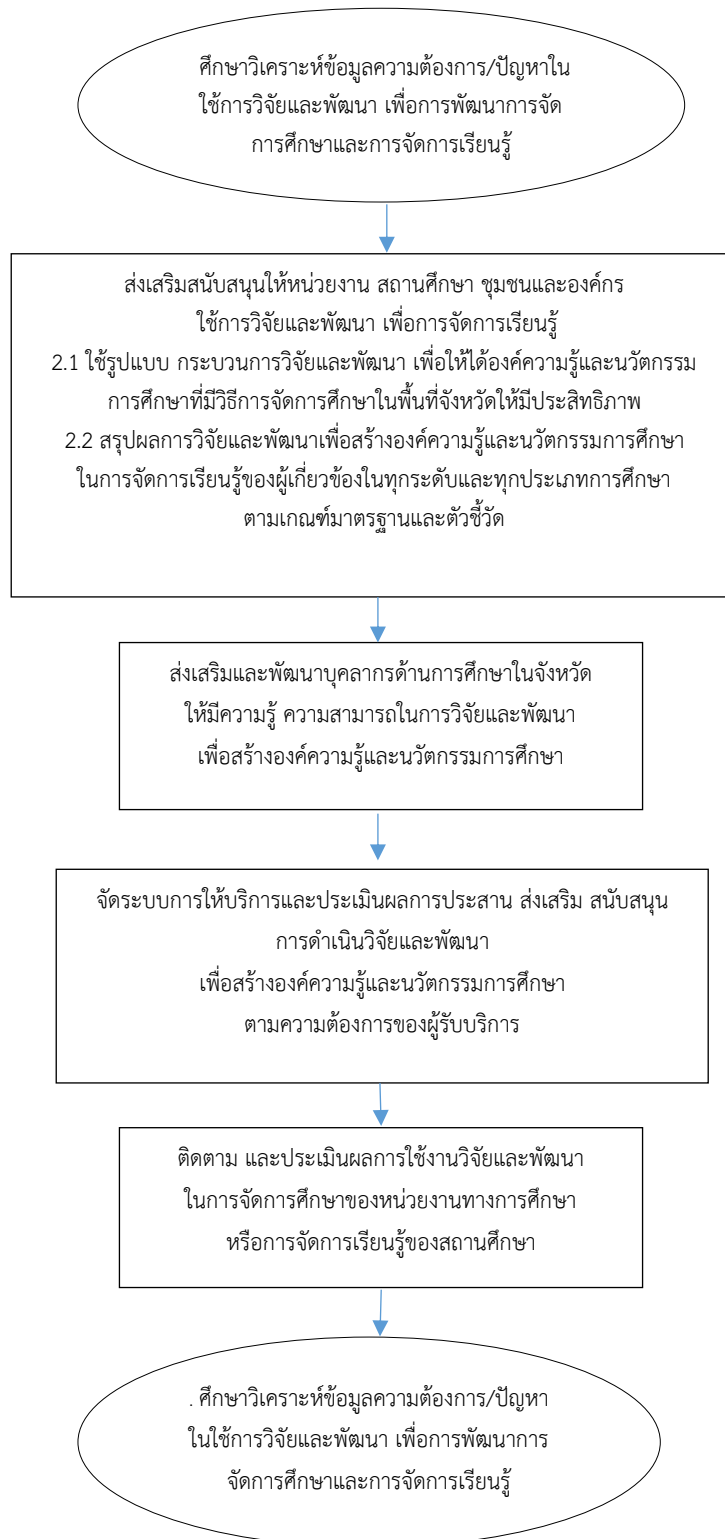 ศึกษาวิเคราะห์ข้อมูลความต้องการ/ปัญหาใน
ใช้การวิจัยและพัฒนา เพื่อการพัฒนาการจัด
การศึกษาและการจัดการเรียนรู้
ส่งเสริมสนับสนุนให้หน่วยงาน สถานศึกษา ชุมชนและองค์กร
ใช้การวิจัยและพัฒนา เพื่อการจัดการเรียนรู้
2.1 ใช้รูปแบบ กระบวนการวิจัยและพัฒนา เพื่อให้ได้องค์ความรู้และนวัตกรรม
การศึกษาที่มีวิธีการจัดการศึกษาในพื้นที่จังหวัดให้มีประสิทธิภาพ
2.2 สรุปผลการวิจัยและพัฒนาเพื่อสร้างองค์ความรู้และนวัตกรรมการศึกษา
ในการจัดการเรียนรู้ของผู้เกี่ยวข้องในทุกระดับและทุกประเภทการศึกษา
ตามเกณฑ์มาตรฐานและตัวชี้วัด
ส่งเสริมและพัฒนาบุคลากรด้านการศึกษาในจังหวัด
ให้มีความรู้ ความสามารถในการวิจัยและพัฒนา
เพื่อสร้างองค์ความรู้และนวัตกรรมการศึกษา
จัดระบบการให้บริการและประเมินผลการประสาน ส่งเสริม สนับสนุน
การดำเนินวิจัยและพัฒนา
เพื่อสร้างองค์ความรู้และนวัตกรรมการศึกษา
ตามความต้องการของผู้รับบริการ
ติดตาม และประเมินผลการใช้งานวิจัยและพัฒนา
ในการจัดการศึกษาของหน่วยงานทางการศึกษา
หรือการจัดการเรียนรู้ของสถานศึกษา
. ศึกษาวิเคราะห์ข้อมูลความต้องการ/ปัญหา
ในใช้การวิจัยและพัฒนา เพื่อการพัฒนาการ
จัดการศึกษาและการจัดการเรียนรู้